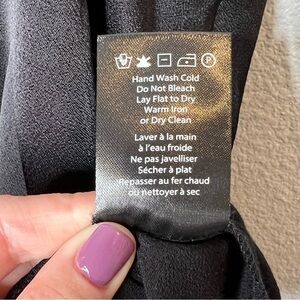 Hand Wash Cold
Do Not Bleach
Lay Flat to Dry
Warm Iron
or Dry Clean
Laver à la main
à l'eau froide
Ne pas javelliser
Sécher à plat
Repasser au fer chaud
ou nettoyer à sec